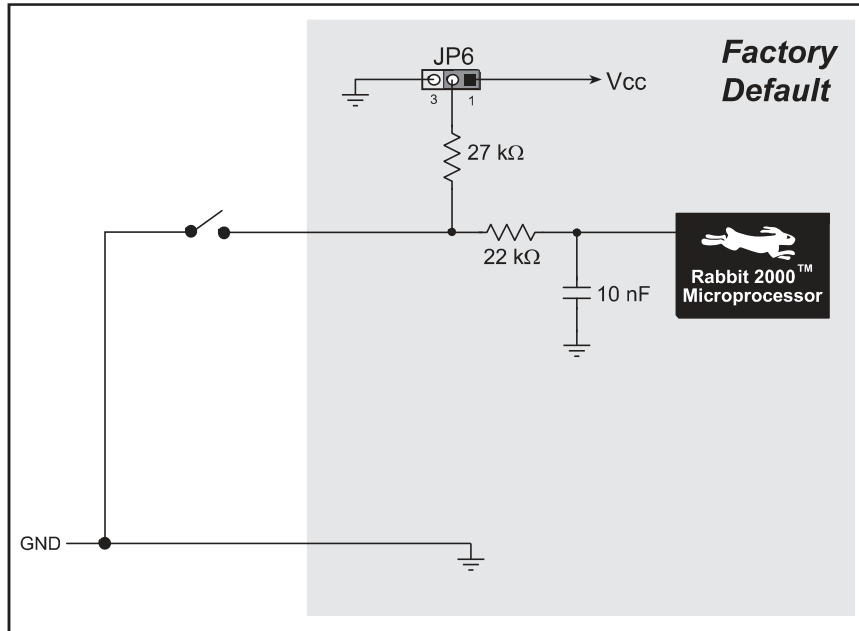 Factory
Default
JP6
Vcc
3 1
27 kΩ
22 kΩ
10 nF
Rabbit 2000™
Microprocessor
GND